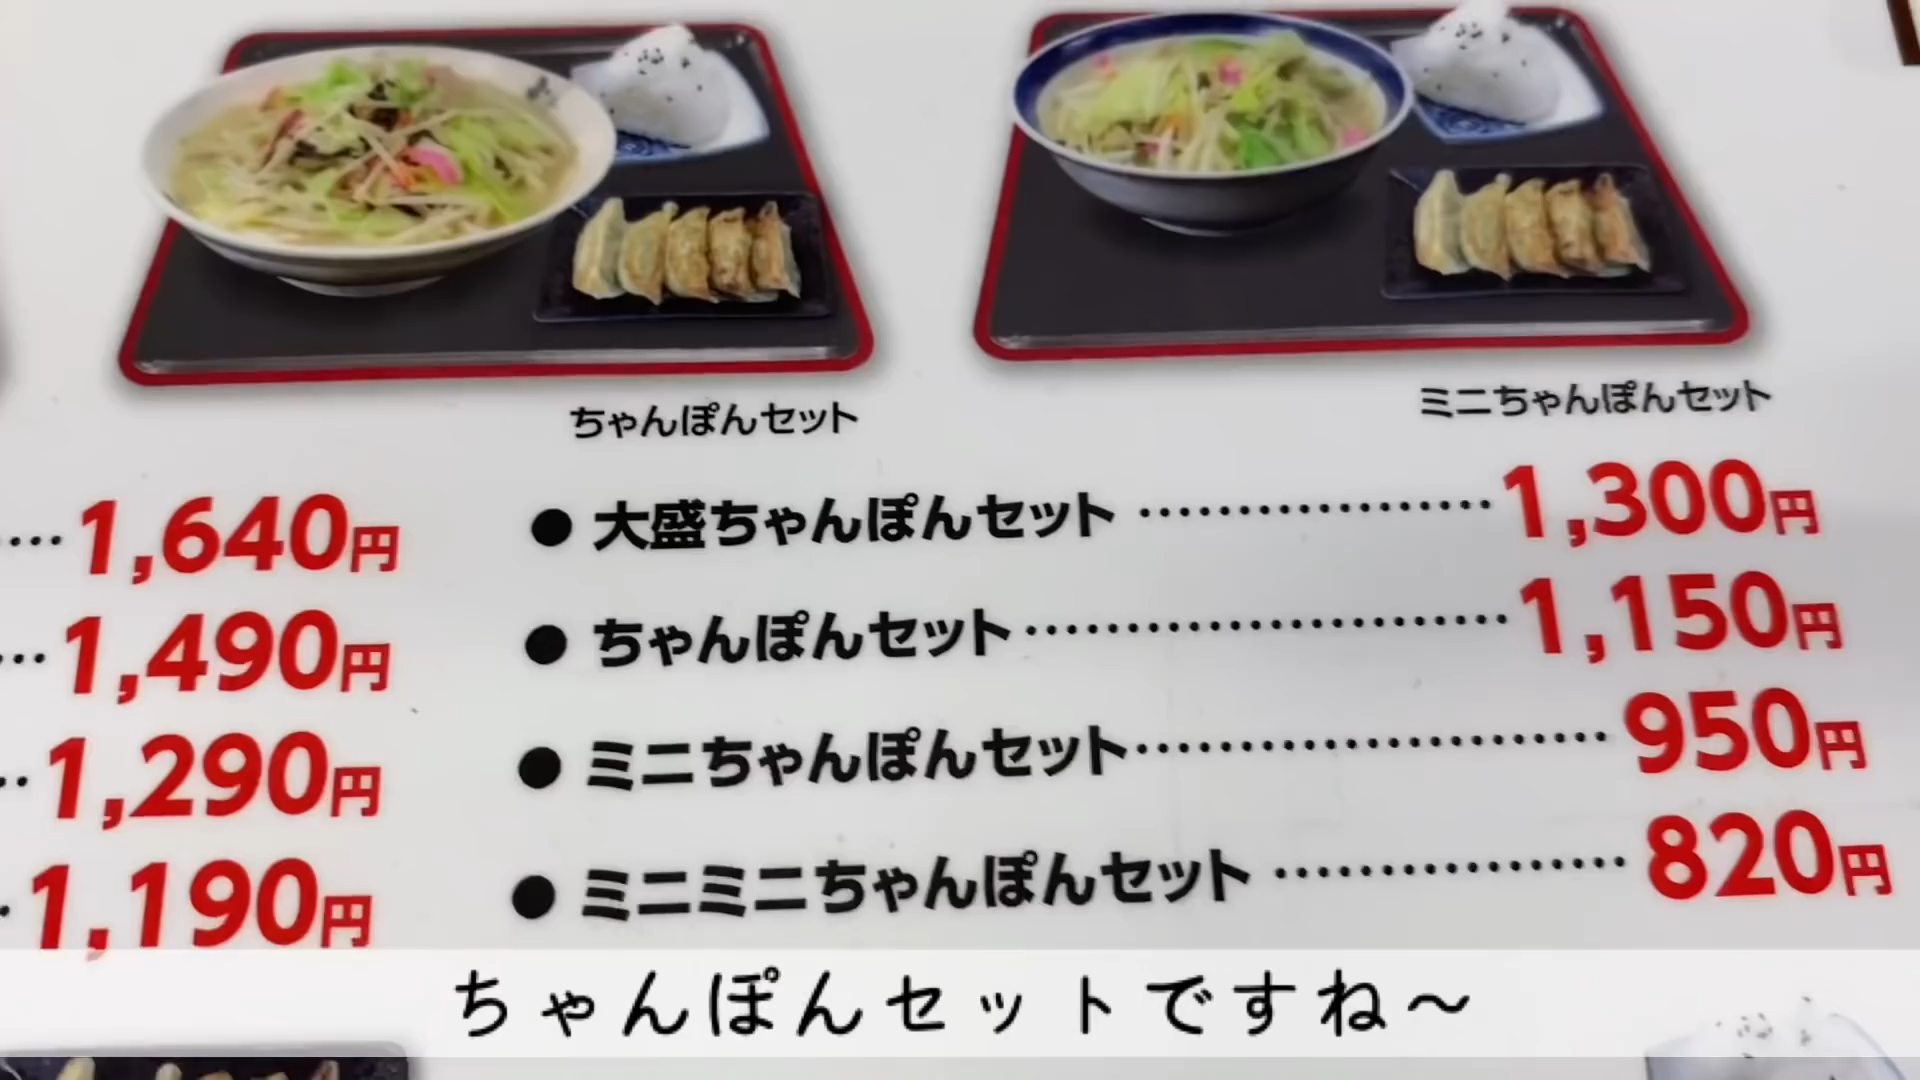 ちゃんぽんセット
ミニちゃんぽんセット
1,640円
● 大盛ちゃんぽんセット 1,300円
1,490円
● ちゃんぽんセット 1,150円
1,290円
● ミニちゃんぽんセット 950円
1,190円
● ミニミニちゃんぽんセット 820円
ちゃんぽんセットですね〜